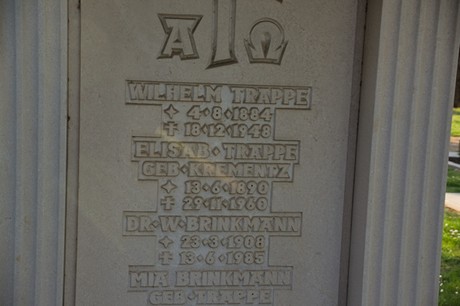 Α Ω
WILHELM TRAPPE
✦ 4·8·1884
✝ 18·12·1948
ELISAB·TRAPPE
GEB·KREMENTZ
✦ 13·6·1890
✝ 29·11·1960
DR·W·BRINKMANN
✦ 23·3·1908
✝ 13·6·1985
MIA BRINKMANN
GEB·TRAPPE